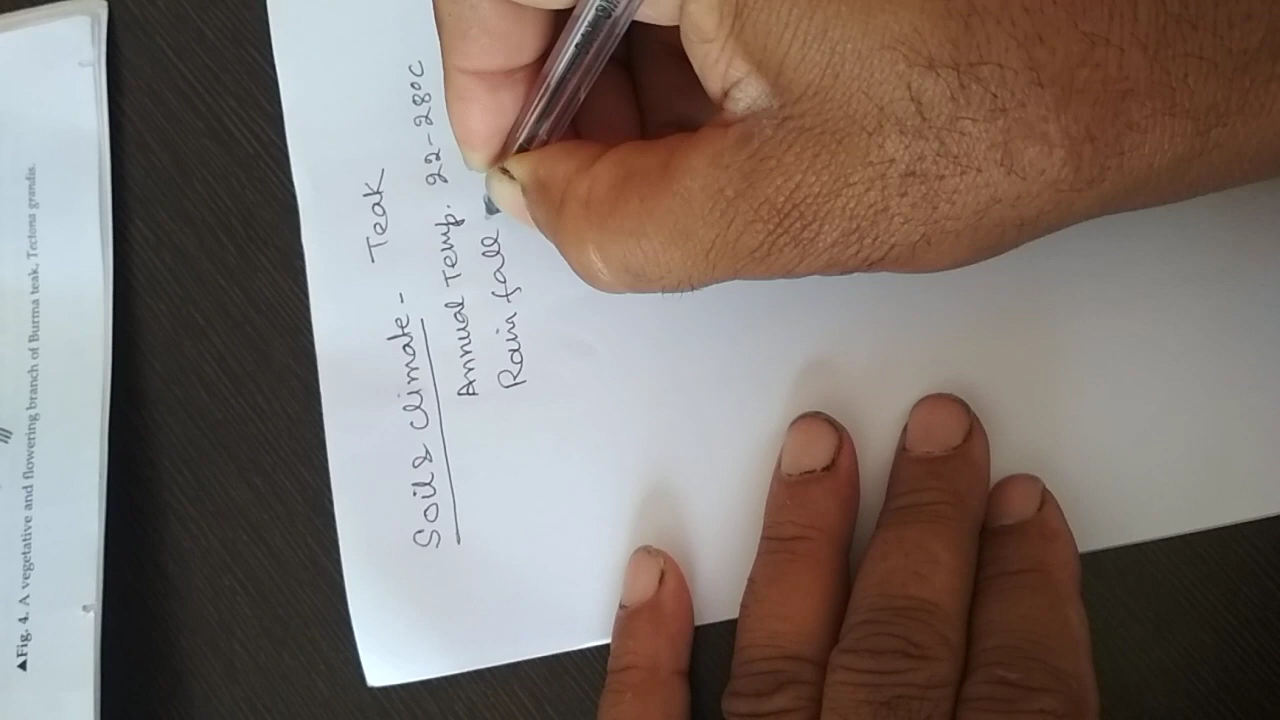 ▲Fig. 4. A vegetative and flowering branch of Burma teak, Tectona grandis.
Soil & climate - Teak
Annual Temp. 22-28°C
Rain fall